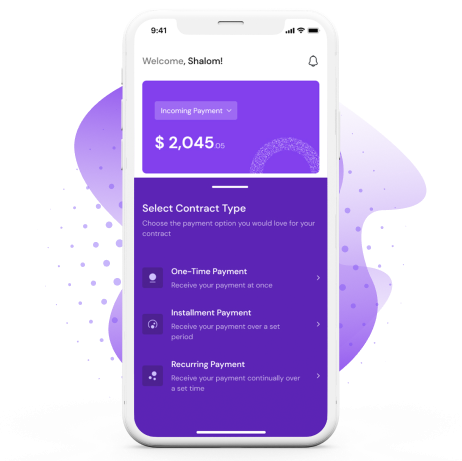 9:41
Welcome, Shalom!
Incoming Payment
$ 2,045.05
Select Contract Type
Choose the payment option you would love for your
contract
One-Time Payment
Receive your payment at once
Installment Payment
Receive your payment over a set
period
Recurring Payment
Receive your payment continually over
a set time